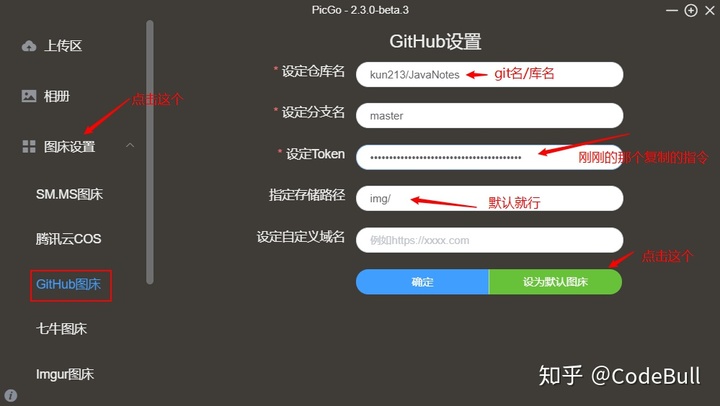 PicGo - 2.3.0-beta.3
上传区
相册
点击这个
图床设置
SM.MS图床
腾讯云COS
GitHub图床
七牛图床
Imgur图床
GitHub设置
* 设定仓库名
kun213/JavaNotes
git名/库名
* 设定分支名
master
* 设定Token
刚刚的那个复制的指令
指定存储路径
img/
默认就行
设定自定义域名
例如https://xxxx.com
点击这个
确定
设为默认图床
知乎 @CodeBull